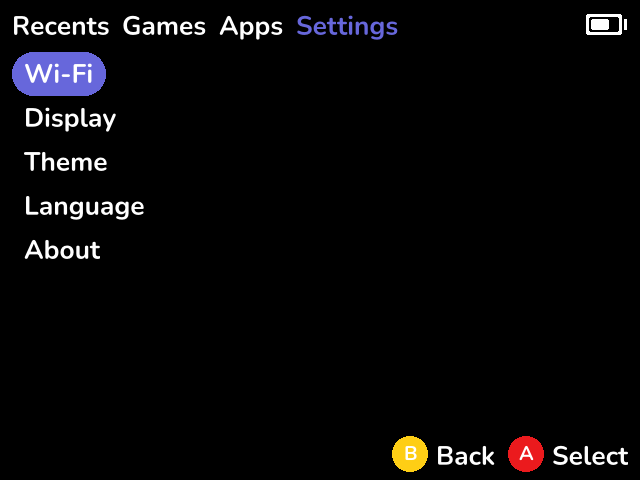 Recents Games Apps Settings
Wi-Fi
Display
Theme
Language
About
B Back A Select